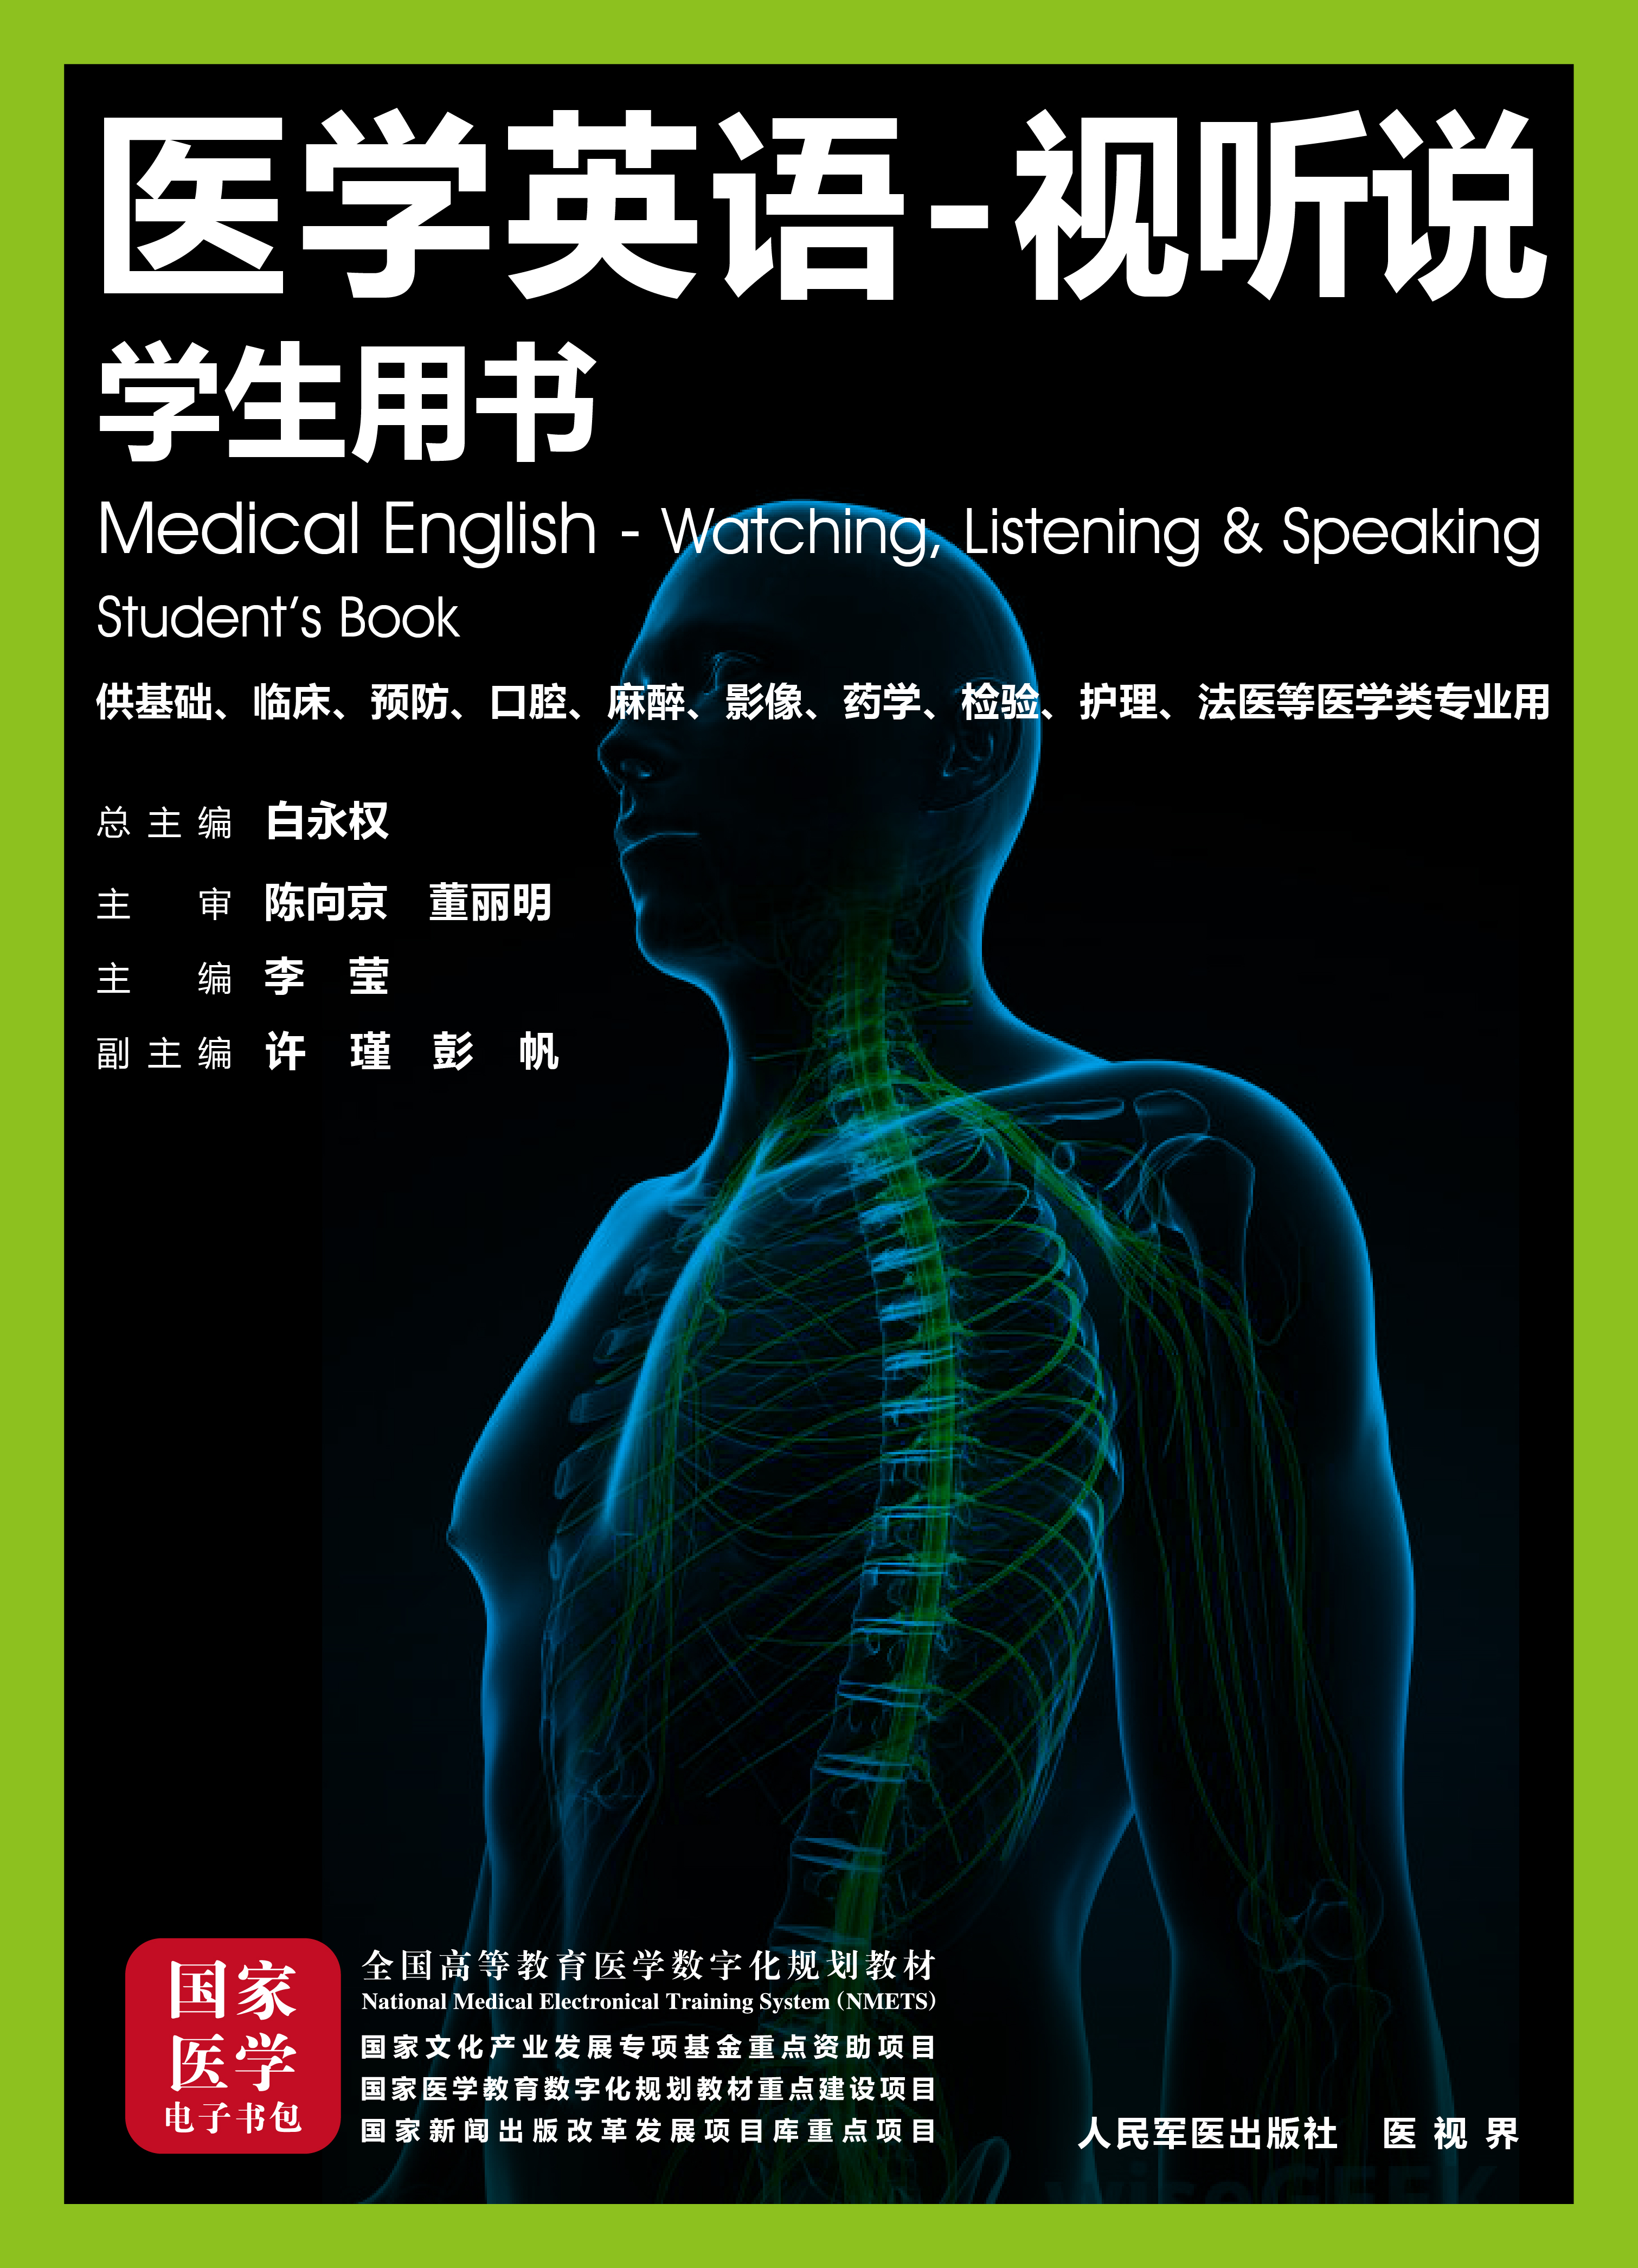 医学英语-视听说
学生用书
Medical English - Watching, Listening & Speaking
Student's Book
供基础、临床、预防、口腔、麻醉、影像、药学、检验、护理、法医等医学类专业用
总主编 白永权
主审 陈向京 董丽明
主编 李莹
副主编 许瑾 彭帆
国家
医学
电子书包
全国高等教育医学数字化规划教材
National Medical Electronical Training System (NMETS)
国家文化产业发展专项基金重点资助项目
国家医学教育数字化规划教材重点建设项目
国家新闻出版改革发展项目库重点项目
人民军医出版社 医视界